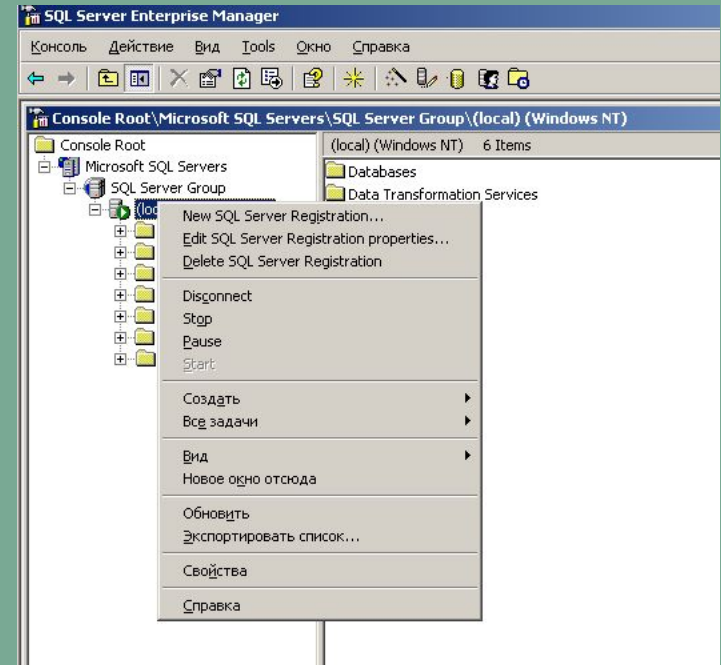 SQL Server Enterprise Manager
Консоль Действие Вид Tools Окно Справка
Console Root\Microsoft SQL Servers\SQL Server Group\(local) (Windows NT)
Console Root
(local) (Windows NT) 6 Items
Microsoft SQL Servers
Databases
SQL Server Group
Data Transformation Services
(loc
New SQL Server Registration...
Edit SQL Server Registration properties...
Delete SQL Server Registration
Disconnect
Stop
Pause
Start
Создать
Все задачи
Вид
Новое окно отсюда
Обновить
Экспортировать список...
Свойства
Справка